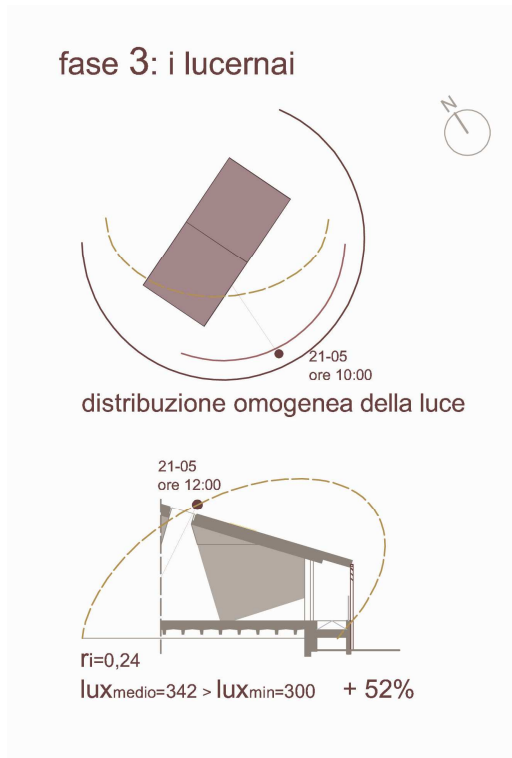 fase 3: i lucernai
N
21-05
ore 10:00
distribuzione omogenea della luce
21-05
ore 12:00
ri=0,24
luxmedio=342 > luxmin=300 + 52%